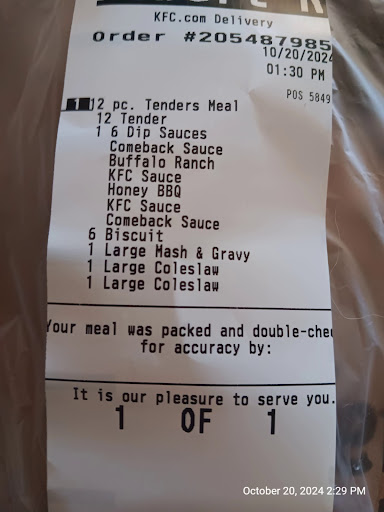 KFC.com Delivery
Order #205487985
10/20/2024
01:30 PM
POS 5849
1 12 pc. Tenders Meal
12 Tender
1 6 Dip Sauces
Comeback Sauce
Buffalo Ranch
KFC Sauce
Honey BBQ
KFC Sauce
Comeback Sauce
6 Biscuit
1 Large Mash & Gravy
1 Large Coleslaw
1 Large Coleslaw
Your meal was packed and double-che
for accuracy by:
It is our pleasure to serve you.
1 OF 1
October 20, 2024 2:29 PM